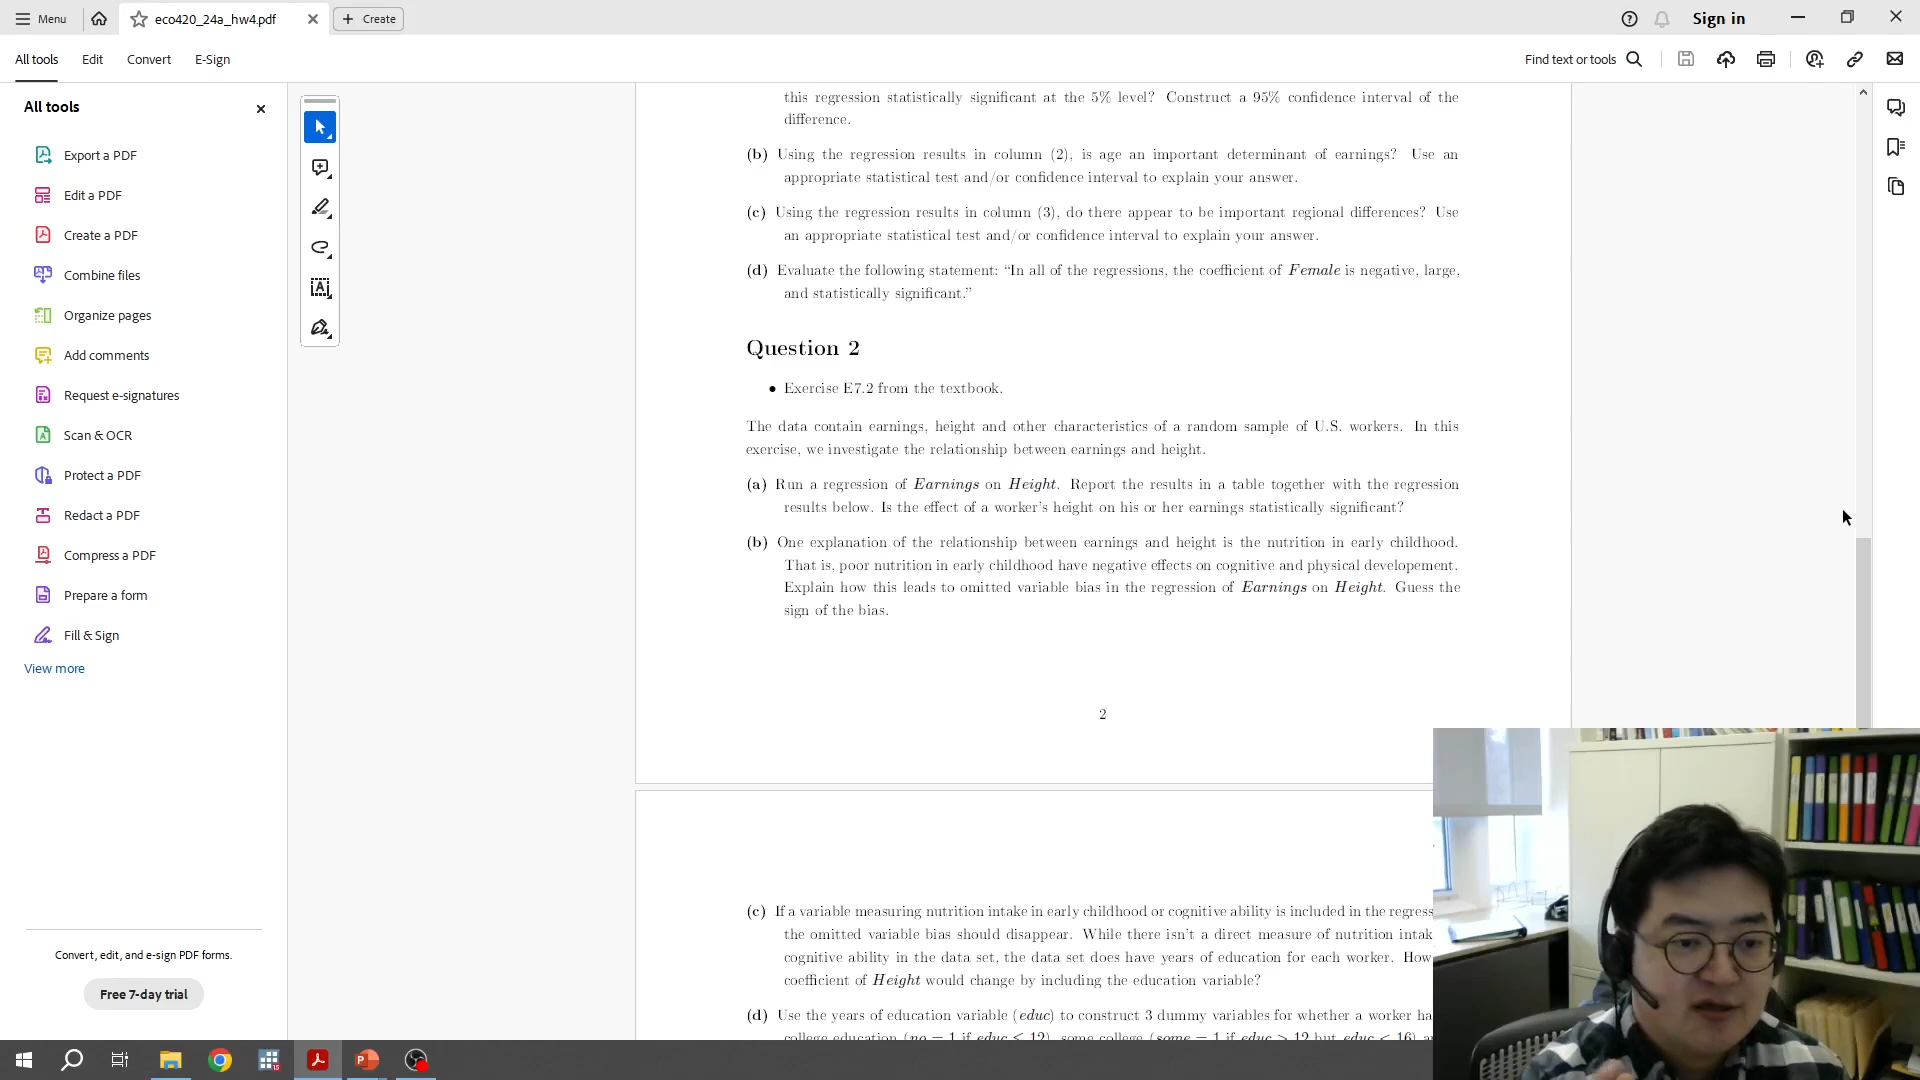 Menu
eco420_24a_hw4.pdf
Create
Sign in
All tools
Edit
Convert
E-Sign
Find text or tools
All tools
Export a PDF
Edit a PDF
Create a PDF
Combine files
Organize pages
Add comments
Request e-signatures
Scan & OCR
Protect a PDF
Redact a PDF
Compress a PDF
Prepare a form
Fill & Sign
View more
Convert, edit, and e-sign PDF forms.
Free 7-day trial
this regression statistically significant at the 5% level? Construct a 95% confidence interval of the
difference.
(b) Using the regression results in column (2), is age an important determinant of earnings? Use an
appropriate statistical test and/or confidence interval to explain your answer.
(c) Using the regression results in column (3), do there appear to be important regional differences? Use
an appropriate statistical test and/or confidence interval to explain your answer.
(d) Evaluate the following statement: “In all of the regressions, the coefficient of Female is negative, large,
and statistically significant.”
Question 2
• Exercise E7.2 from the textbook.
The data contain earnings, height and other characteristics of a random sample of U.S. workers. In this
exercise, we investigate the relationship between earnings and height.
(a) Run a regression of Earnings on Height. Report the results in a table together with the regression
results below. Is the effect of a worker's height on his or her earnings statistically significant?
(b) One explanation of the relationship between earnings and height is the nutrition in early childhood.
That is, poor nutrition in early childhood have negative effects on cognitive and physical developement.
Explain how this leads to omitted variable bias in the regression of Earnings on Height. Guess the
sign of the bias.
2
(c) If a variable measuring nutrition intake in early childhood or cognitive ability is included in the regress
the omitted variable bias should disappear. While there isn't a direct measure of nutrition intak
cognitive ability in the data set, the data set does have years of education for each worker. How
coefficient of Height would change by including the education variable?
(d) Use the years of education variable (educ) to construct 3 dummy variables for whether a worker ha
college education (no = 1 if educ ≤ 12), some college (some = 1 if educ > 12 but educ < 16)